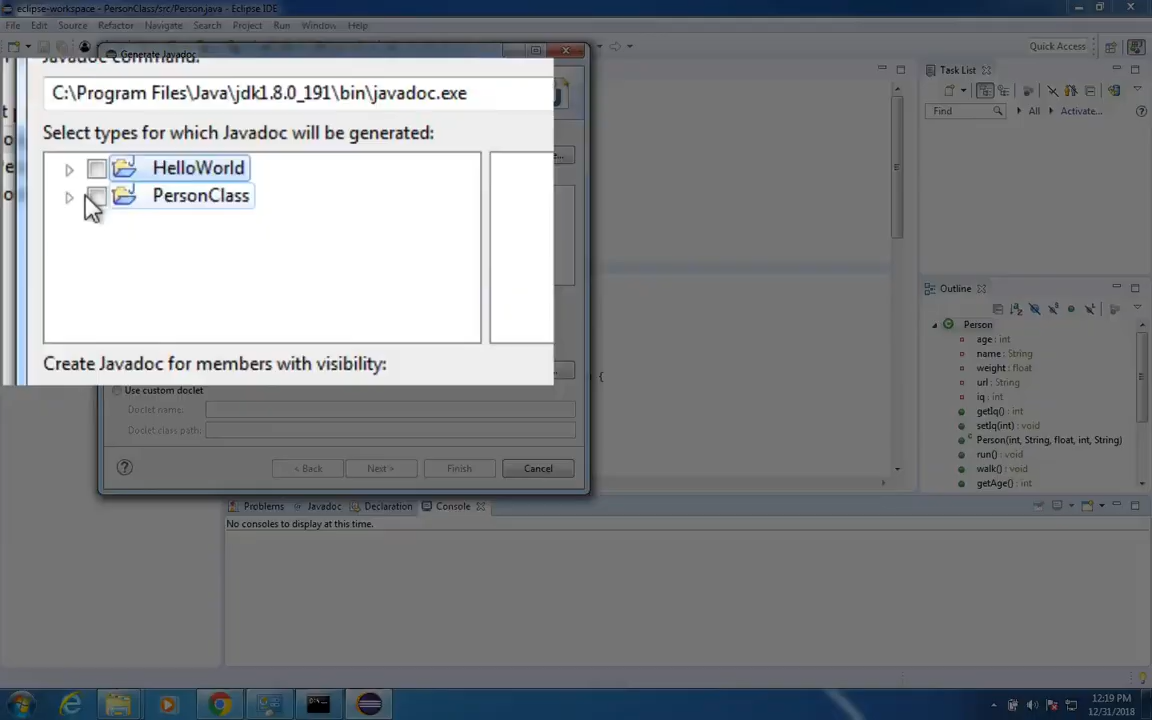 eclipse-workspace - PersonClass/src/Person.java - Eclipse IDE
File Edit Source Refactor Navigate Search Project Run Window Help
Generate Javadoc
Quick Access
Javadoc command:
C:\Program Files\Java\jdk1.8.0_191\bin\javadoc.exe
Select types for which Javadoc will be generated:
HelloWorld
PersonClass
Create Javadoc for members with visibility:
Use custom doclet
Doclet name:
Doclet class path:
< Back Next > Finish Cancel
{
Task List
Find All Activate...
Outline
Person
age : int
name : String
weight : float
url : String
iq : int
getIq() : int
setIq(int) : void
Person(int, String, float, int, String)
run() : void
walk() : void
getAge() : int
Problems Javadoc Declaration Console
No consoles to display at this time.
12:19 PM
12/31/2018